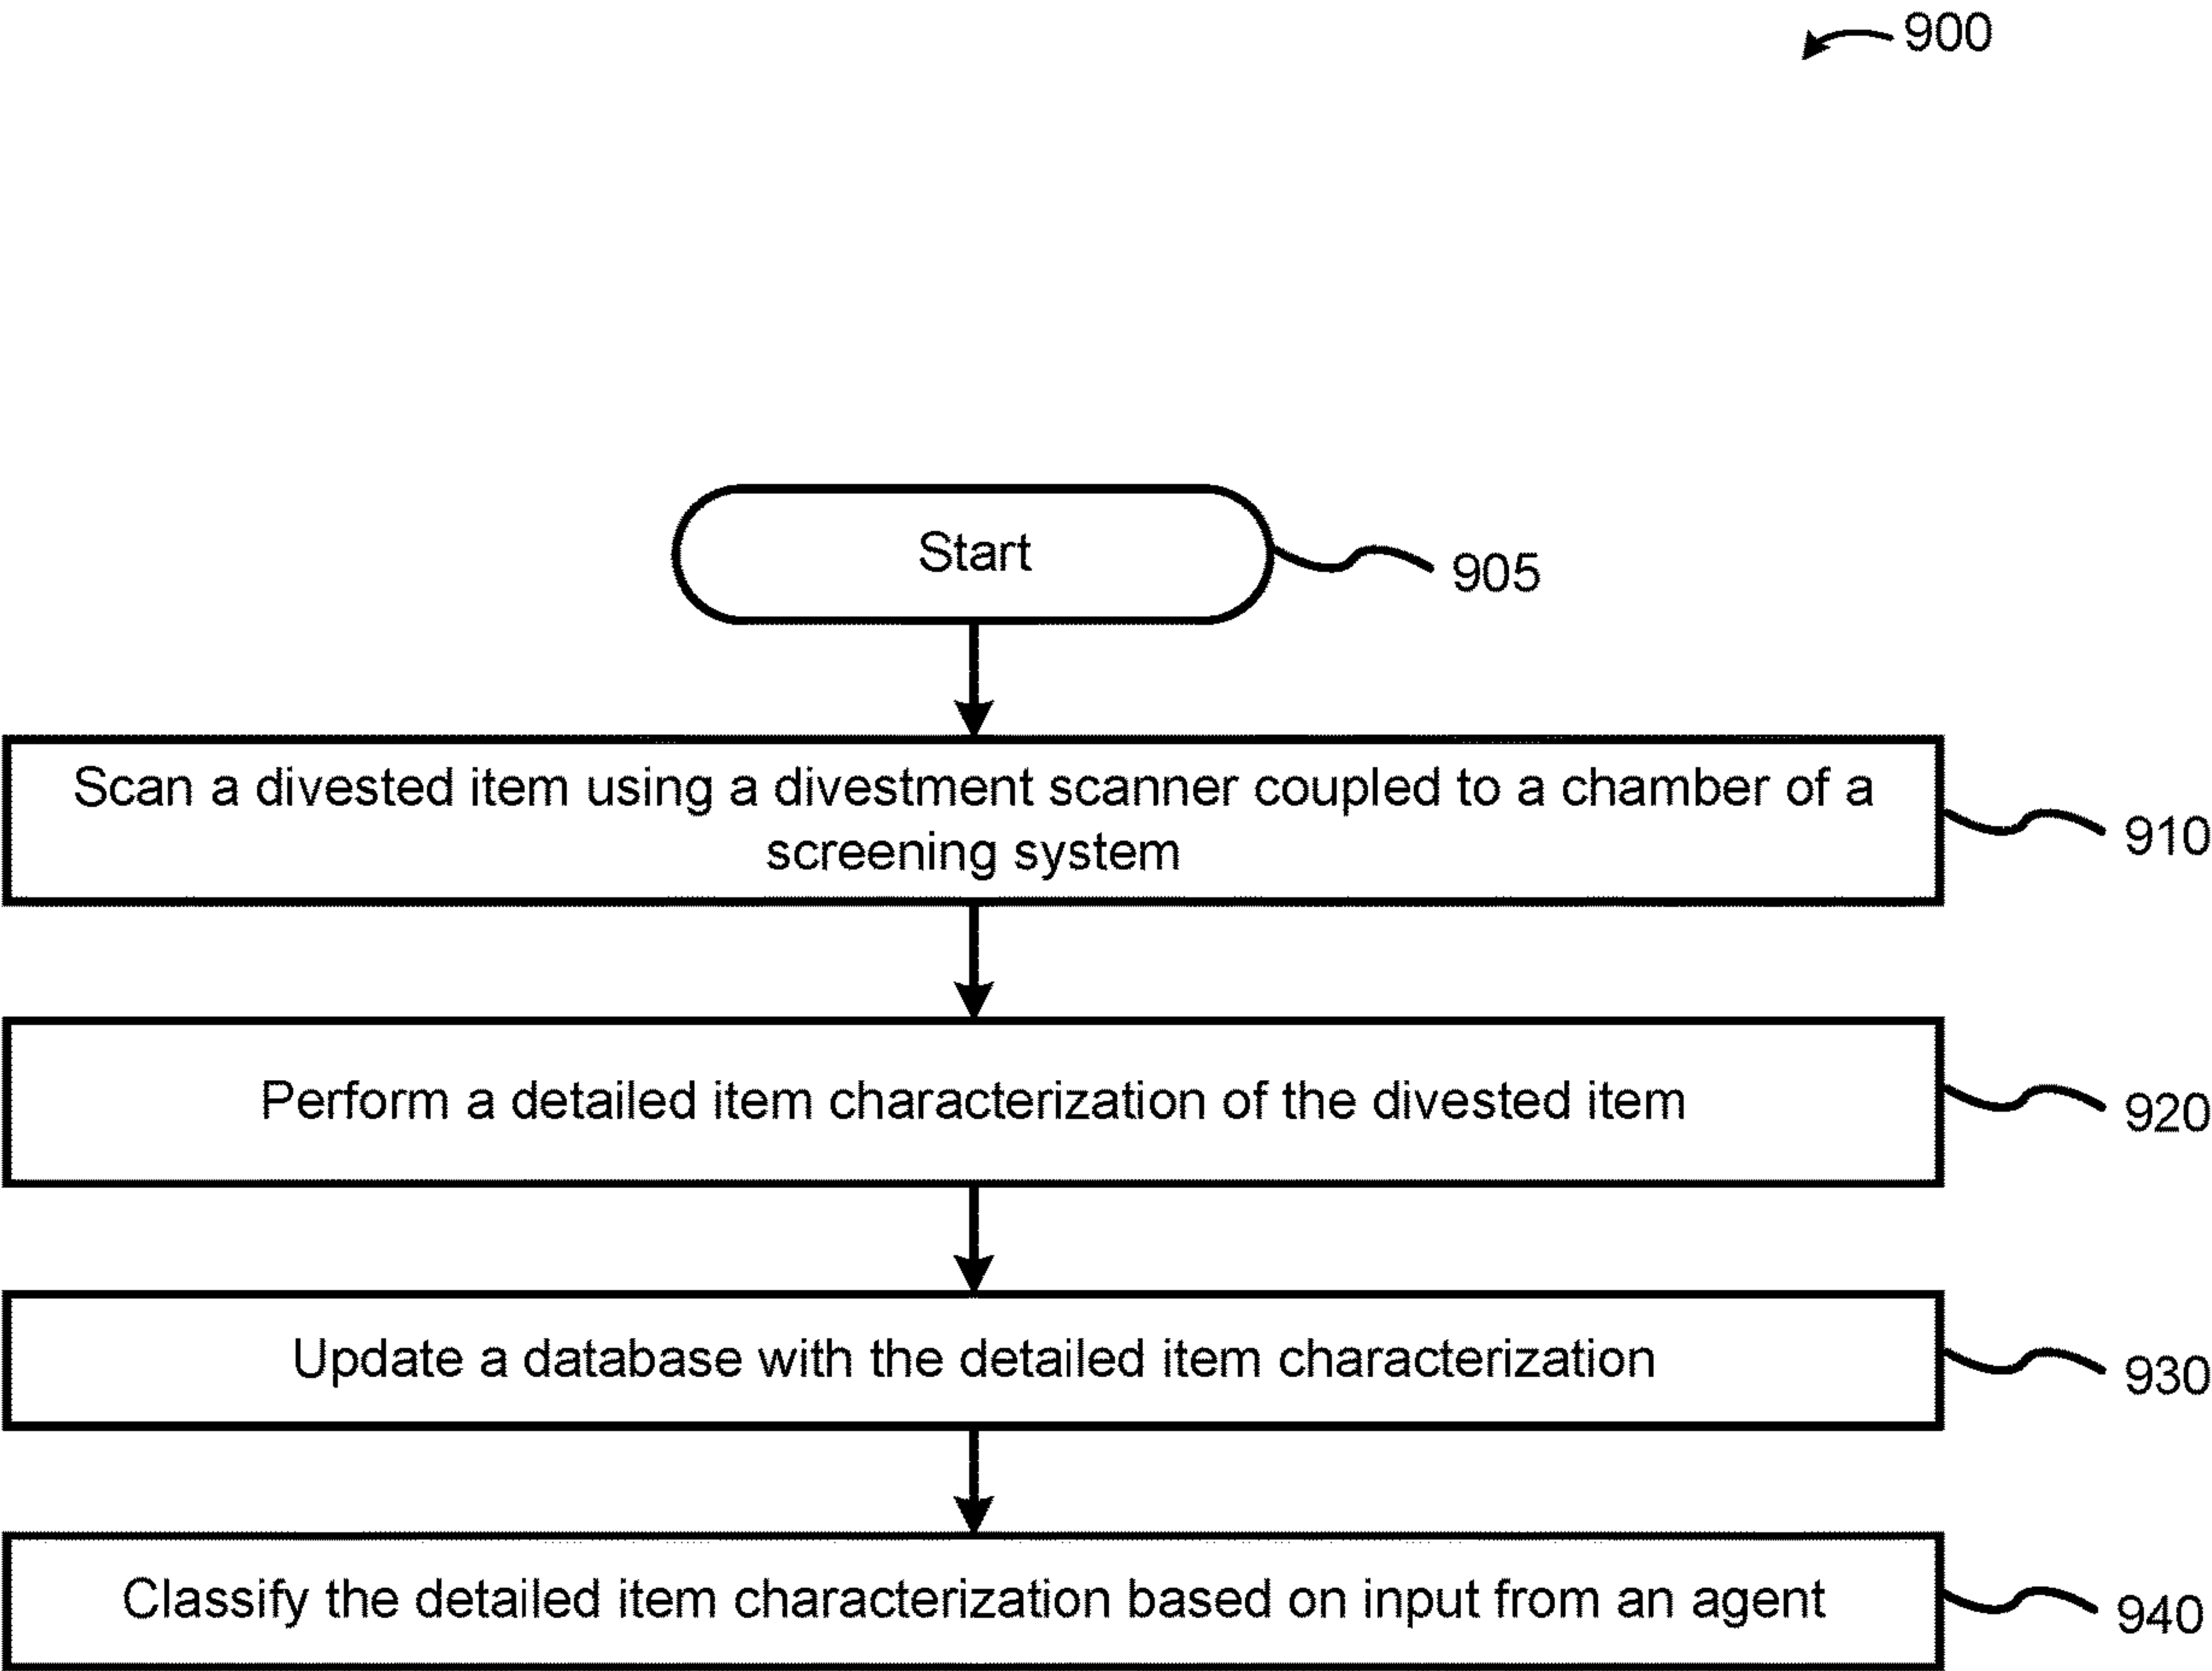 900
Start
905
Scan a divested item using a divestment scanner coupled to a chamber of a
screening system
910
Perform a detailed item characterization of the divested item
920
Update a database with the detailed item characterization
930
Classify the detailed item characterization based on input from an agent
940